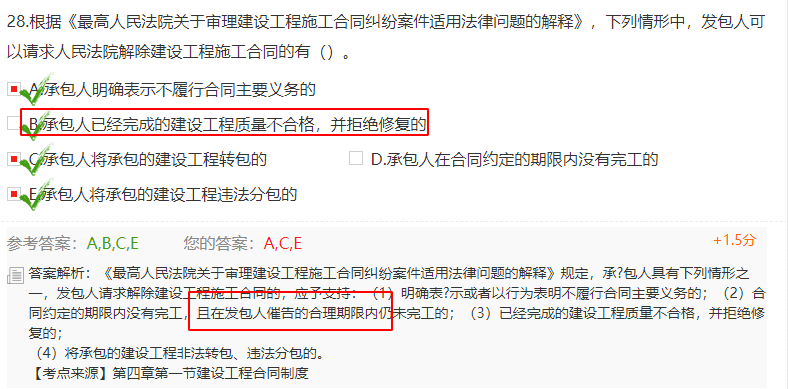 28.根据《最高人民法院关于审理建设工程施工合同纠纷案件适用法律问题的解释》,下列情形中,发包人可
以请求人民法院解除建设工程施工合同的有()。
A.承包人明确表示不履行合同主要义务的
B.承包人已经完成的建设工程质量不合格,并拒绝修复的
C.承包人将承包的建设工程转包的 D.承包人在合同约定的期限内没有完工的
E.承包人将承包的建设工程违法分包的
参考答案:A,B,C,E 您的答案:A,C,E +1.5分
答案解析:《最高人民法院关于审理建设工程施工合同纠纷案件适用法律问题的解释》规定,承?包人具有下列情形之
一,发包人请求解除建设工程施工合同的,应予支持:(1)明确表?示或者以行为表明不履行合同主要义务的;(2)合
同约定的期限内没有完工,且在发包人催告的合理期限内仍未完工的;(3)已经完成的建设工程质量不合格,并拒绝修
复的;
(4)将承包的建设工程非法转包、违法分包的。
【考点来源】第四章第一节建设工程合同制度